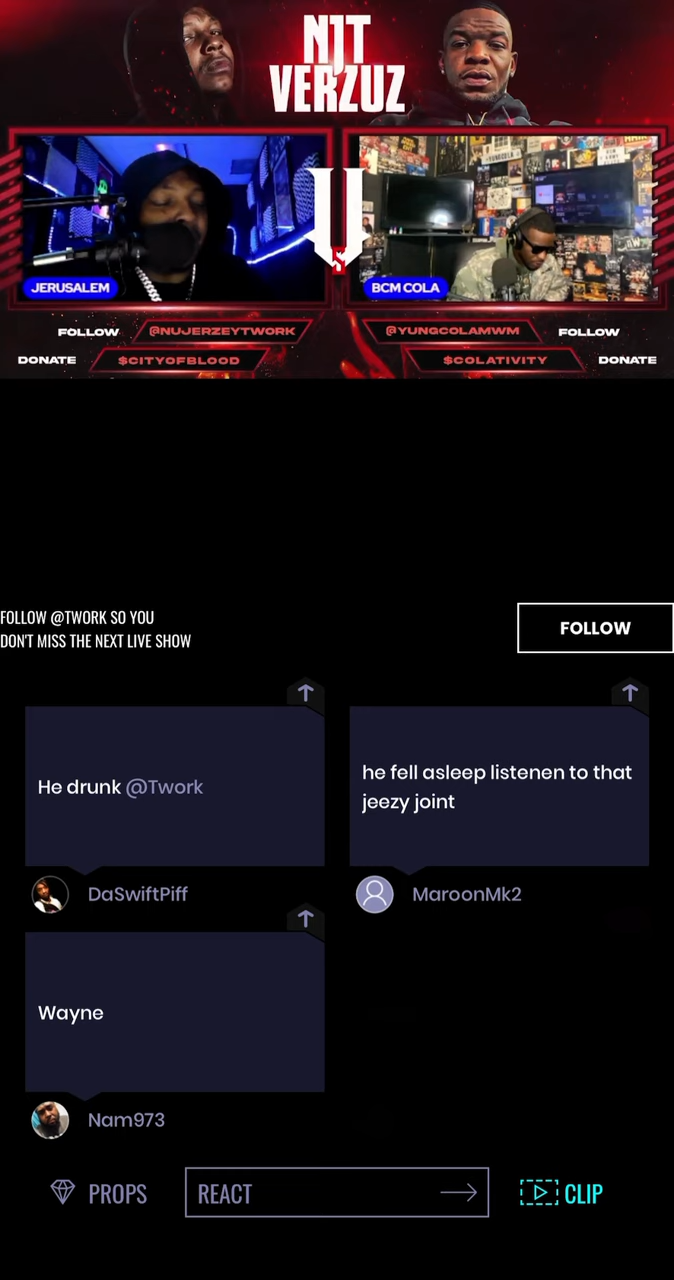 NJT
VERZUZ
VS
JERUSALEM
BCM COLA
FOLLOW @NUJERZEYTWORK
@YUNGCOLAMWM FOLLOW
DONATE $CITYOFBLOOD
$COLATIVITY DONATE
FOLLOW @TWORK SO YOU
DON'T MISS THE NEXT LIVE SHOW
FOLLOW
He drunk @Twork
DaSwiftPiff
he fell asleep listenen to that
jeezy joint
MaroonMk2
Wayne
Nam973
PROPS
REACT
CLIP